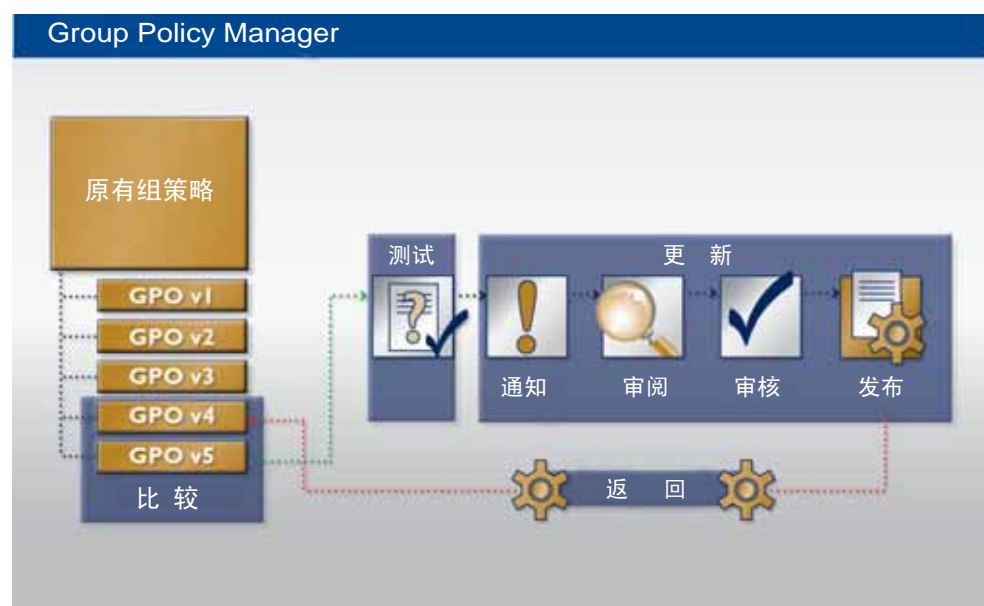 Group Policy Manager
原有组策略
GPO v1
GPO v2
GPO v3
GPO v4
GPO v5
比 较
测试
更 新
通知
审阅
审核
发布
返 回